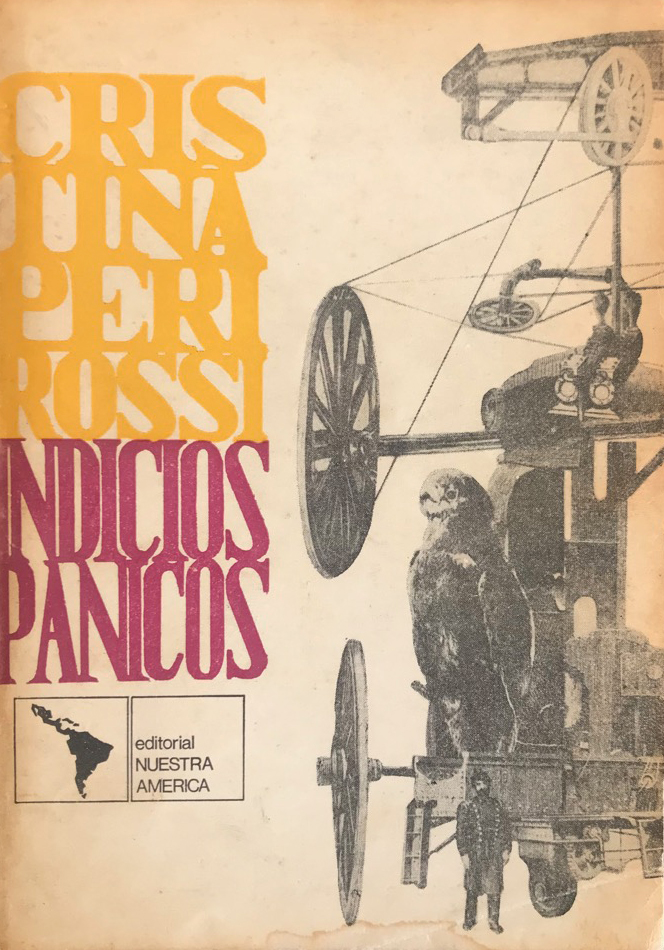 CRIS
TINA
PERI
ROSSI
INDICIOS
PANICOS
editorial
NUESTRA
AMERICA